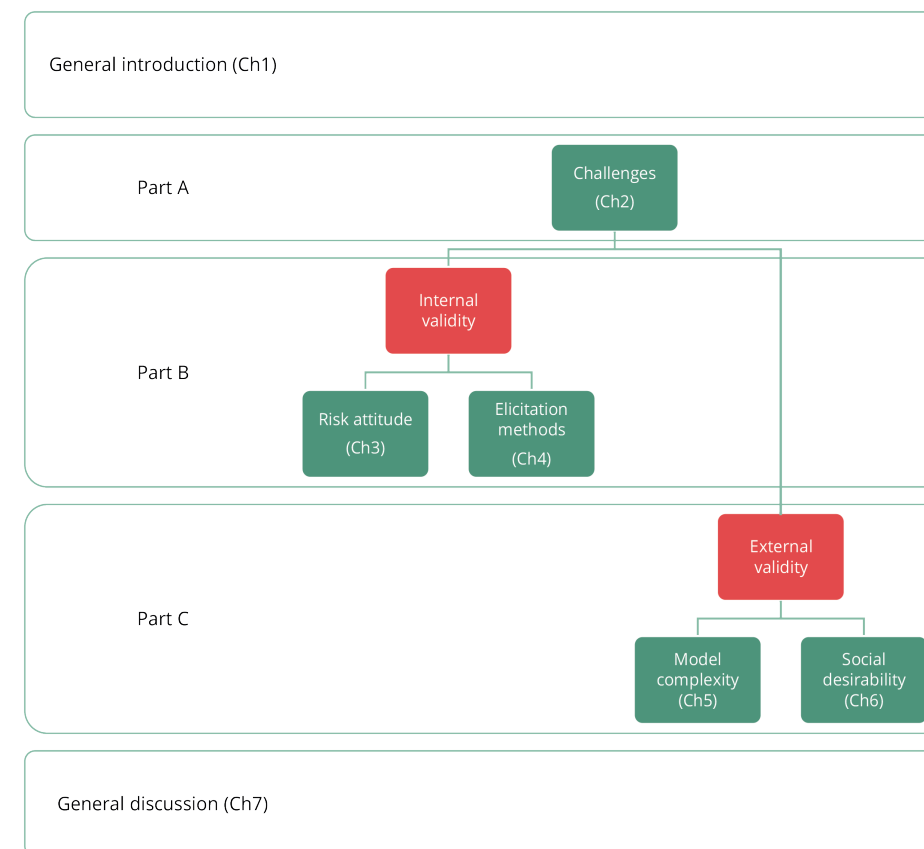 General introduction (Ch1)
Part A
Challenges
(Ch2)
Part B
Internal
validity
Risk attitude
(Ch3)
Elicitation
methods
(Ch4)
Part C
External
validity
Model
complexity
(Ch5)
Social
desirability
(Ch6)
General discussion (Ch7)